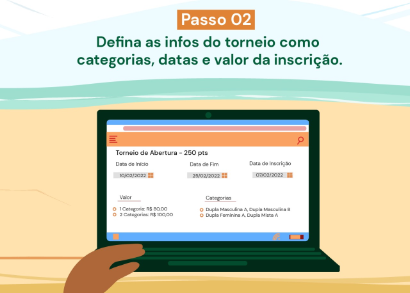 Passo 02
Defina as infos do torneio como
categorias, datas e valor da inscrição.
Torneio de Abertura - 250 pts
Data de Início Data de Fim Data de Inscrição
10/02/2022 25/02/2022 07/02/2022
Valor Categorias
1 Categoria: R$ 80,00 Dupla Masculina A, Dupla Masculina B
2 Categorias: R$ 100,00 Dupla Feminina A, Dupla Mista A